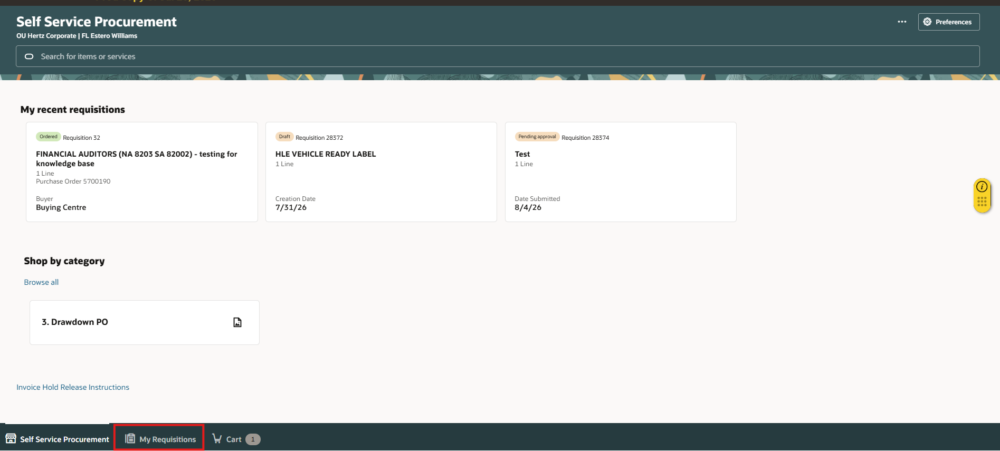 Self Service Procurement
Preferences
OU Hertz Corporate | FL Estero Williams
Search for items or services
My recent requisitions
Ordered Requisition 32
FINANCIAL AUDITORS (NA 8203 SA 82002) - testing for
knowledge base
1 Line
Purchase Order 5700190
Buyer
Buying Centre
Draft Requisition 28372
HLE VEHICLE READY LABEL
1 Line
Creation Date
7/31/26
Pending approval Requisition 28374
Test
1 Line
Date Submitted
8/4/26
Shop by category
Browse all
3. Drawdown PO
Invoice Hold Release Instructions
Self Service Procurement
My Requisitions
Cart 1